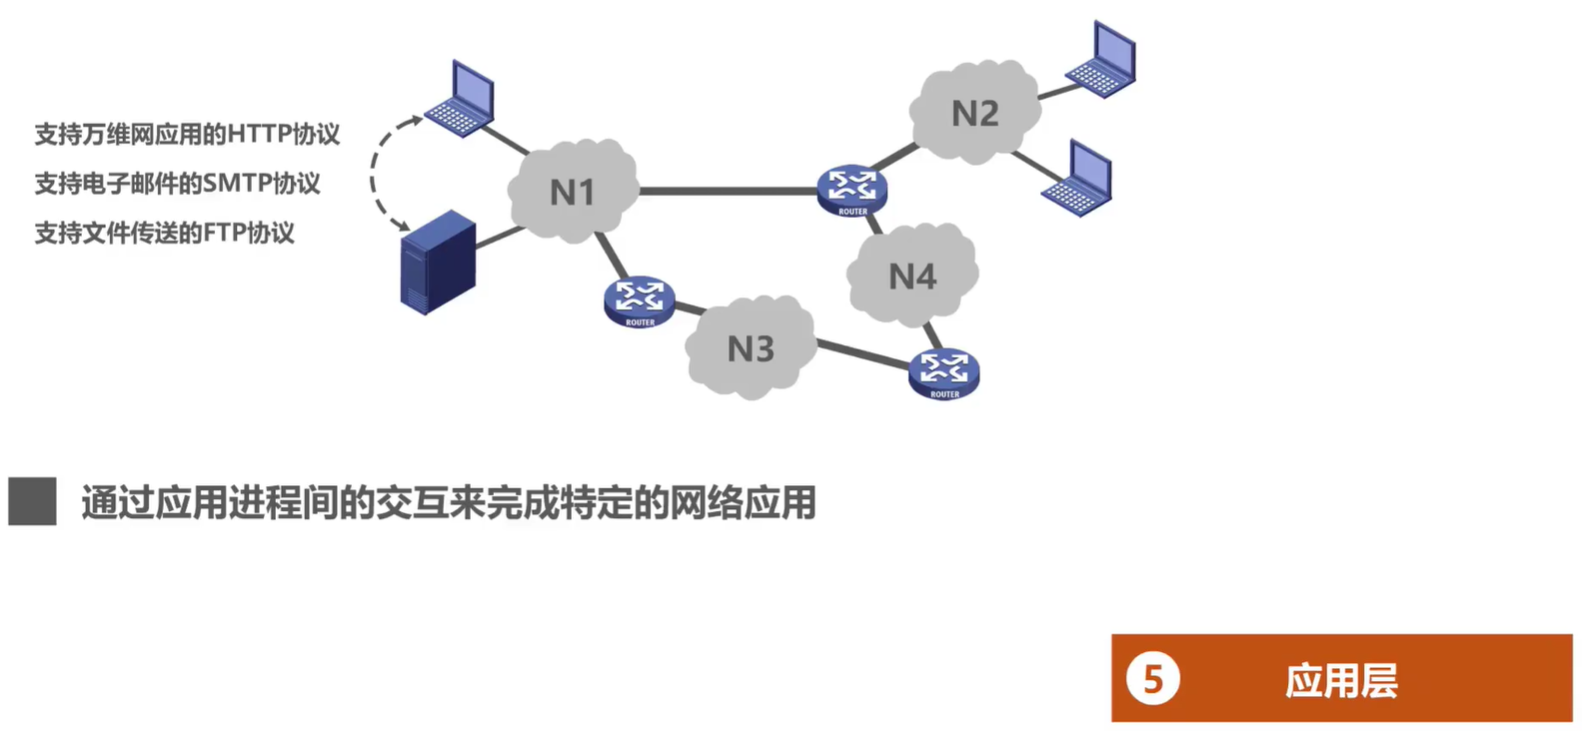 支持万维网应用的HTTP协议
支持电子邮件的SMTP协议
支持文件传送的FTP协议
N1
N2
ROUTER
N4
ROUTER
N3
ROUTER
通过应用进程间的交互来完成特定的网络应用
5 应用层